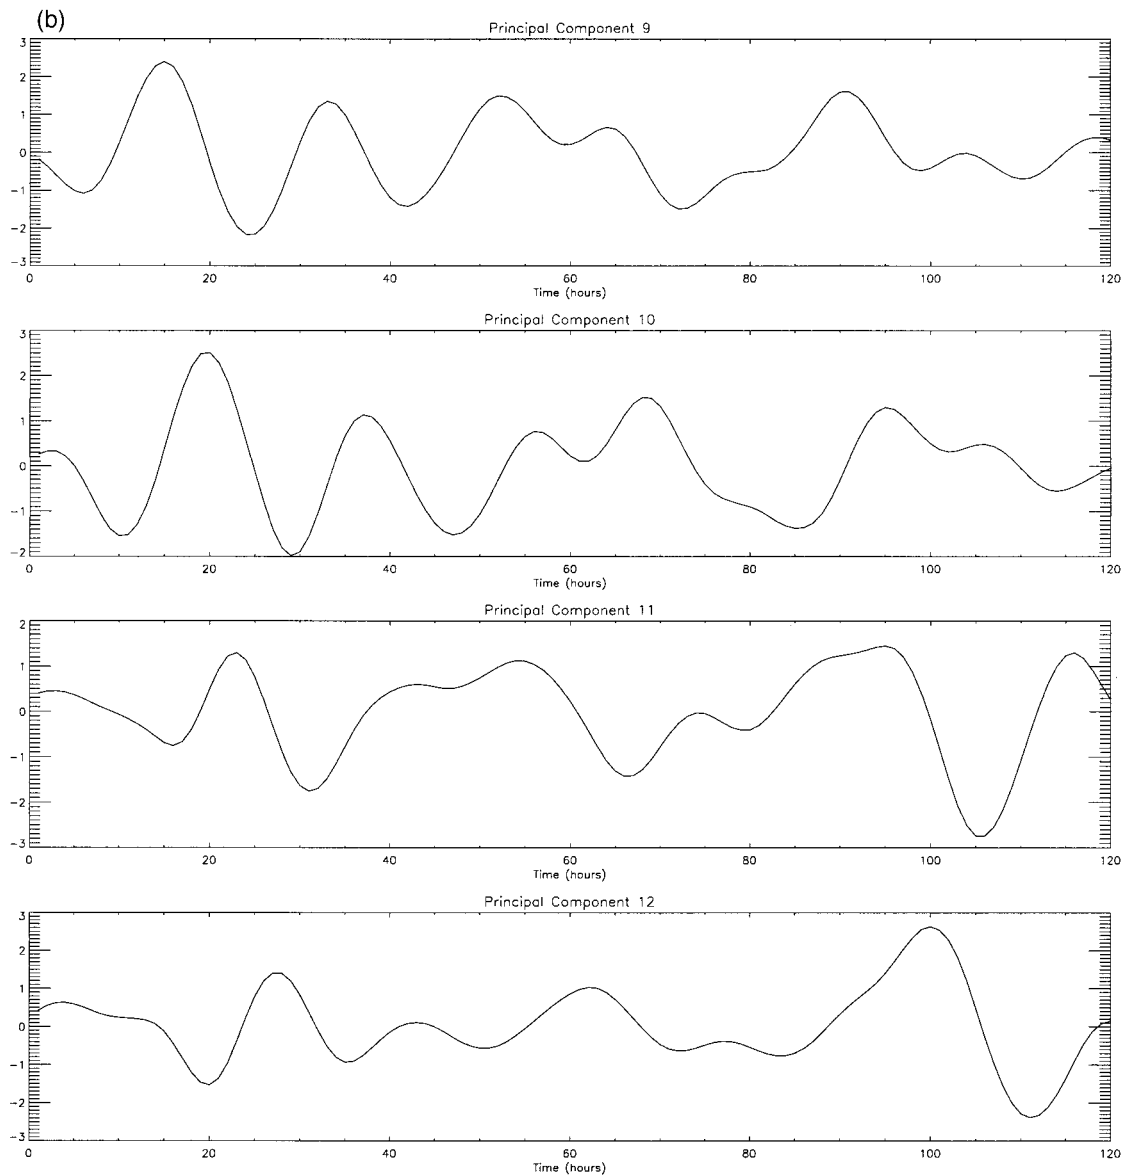 (b)
Principal Component 9
3
2
1
0
-1
-2
-3
0 20 40 60 80 100 120
Time (hours)
Principal Component 10
3
2
1
0
-1
-2
0 20 40 60 80 100 120
Time (hours)
Principal Component 11
2
1
0
-1
-2
-3
0 20 40 60 80 100 120
Time (hours)
Principal Component 12
3
2
1
0
-1
-2
-3
0 20 40 60 80 100 120
Time (hours)